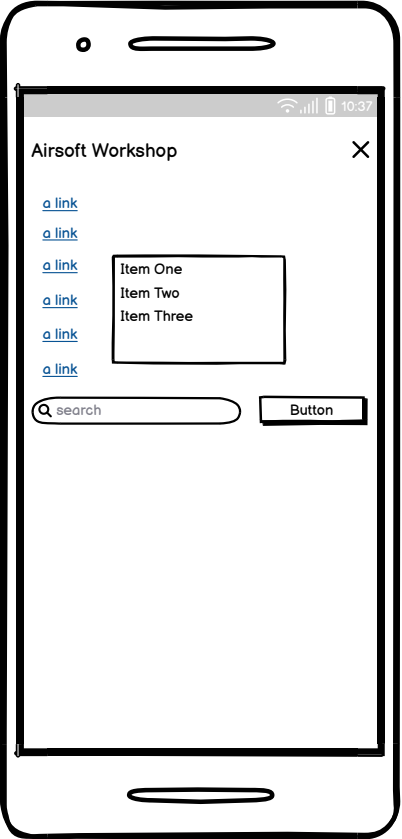 10:37
Airsoft Workshop
a link
a link
a link
Item One
Item Two
a link
Item Three
a link
a link
search
Button